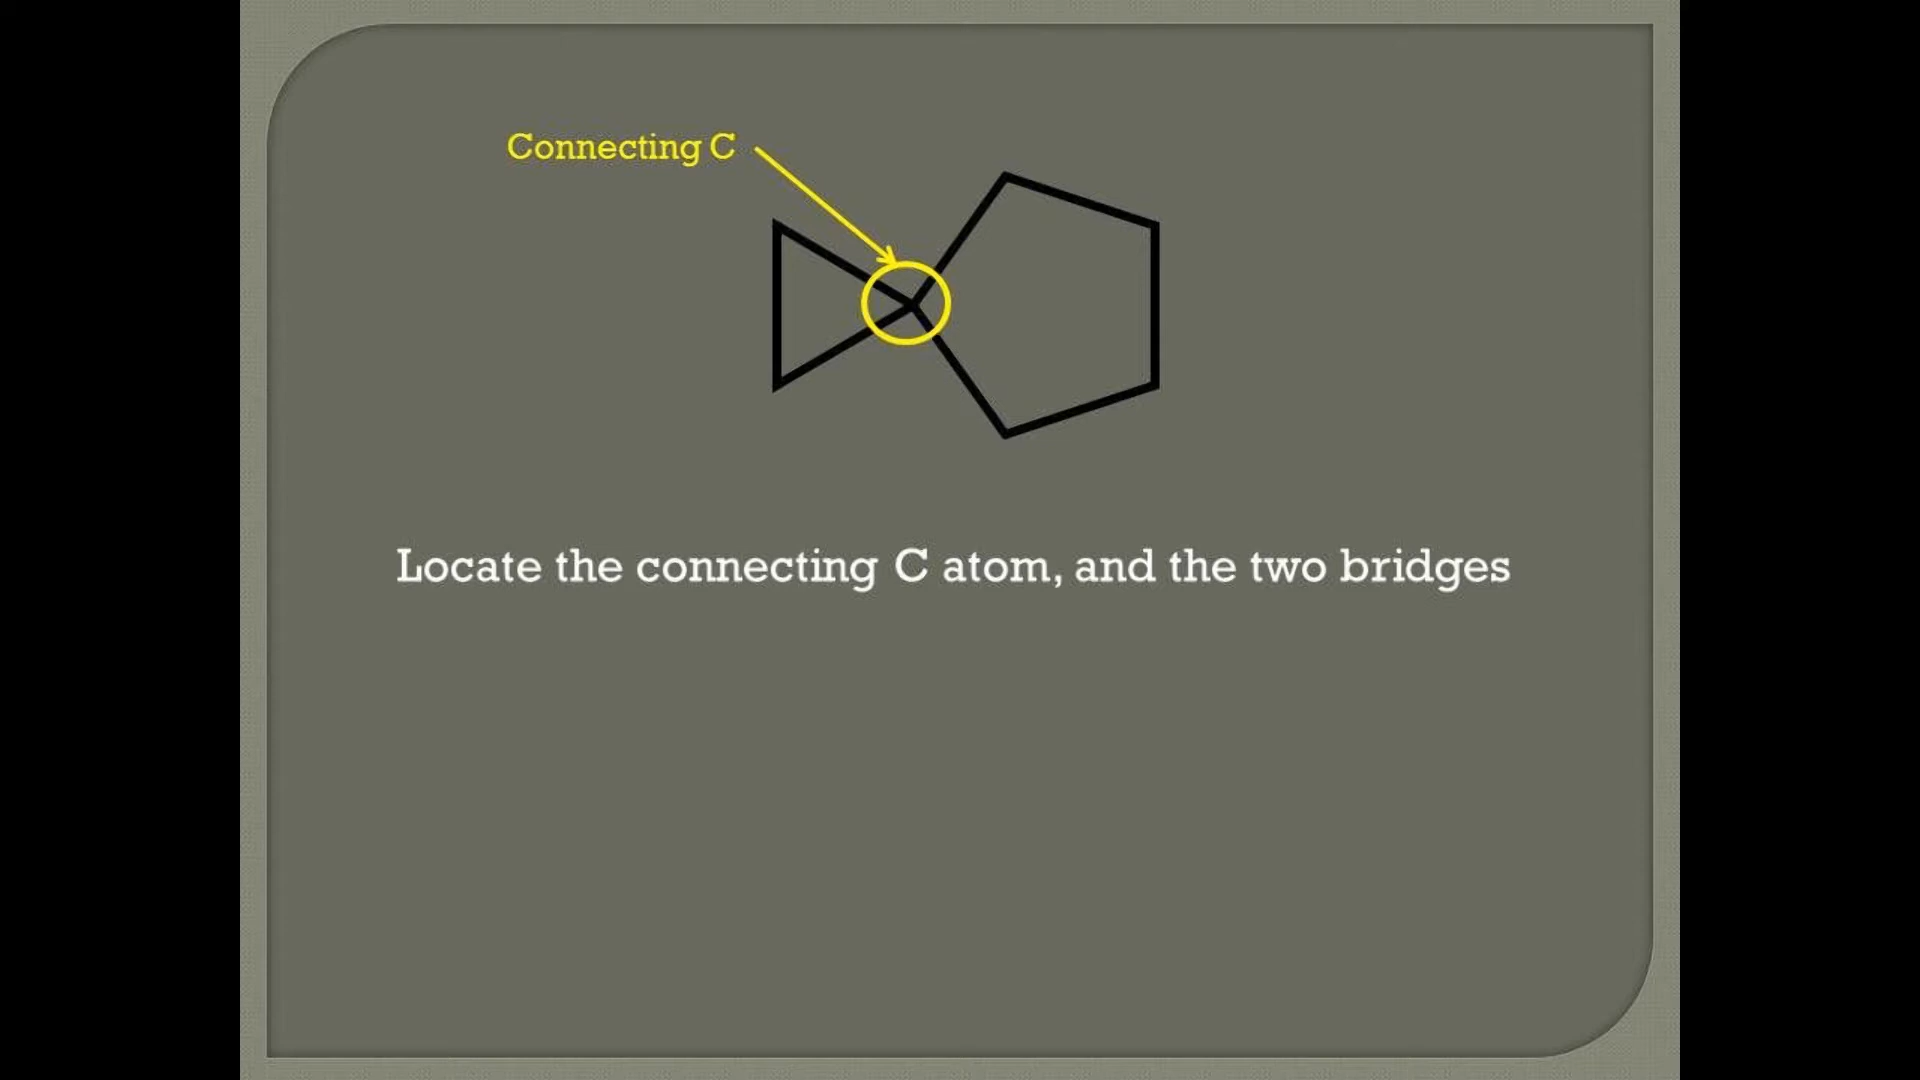 Connecting C
Locate the connecting C atom, and the two bridges